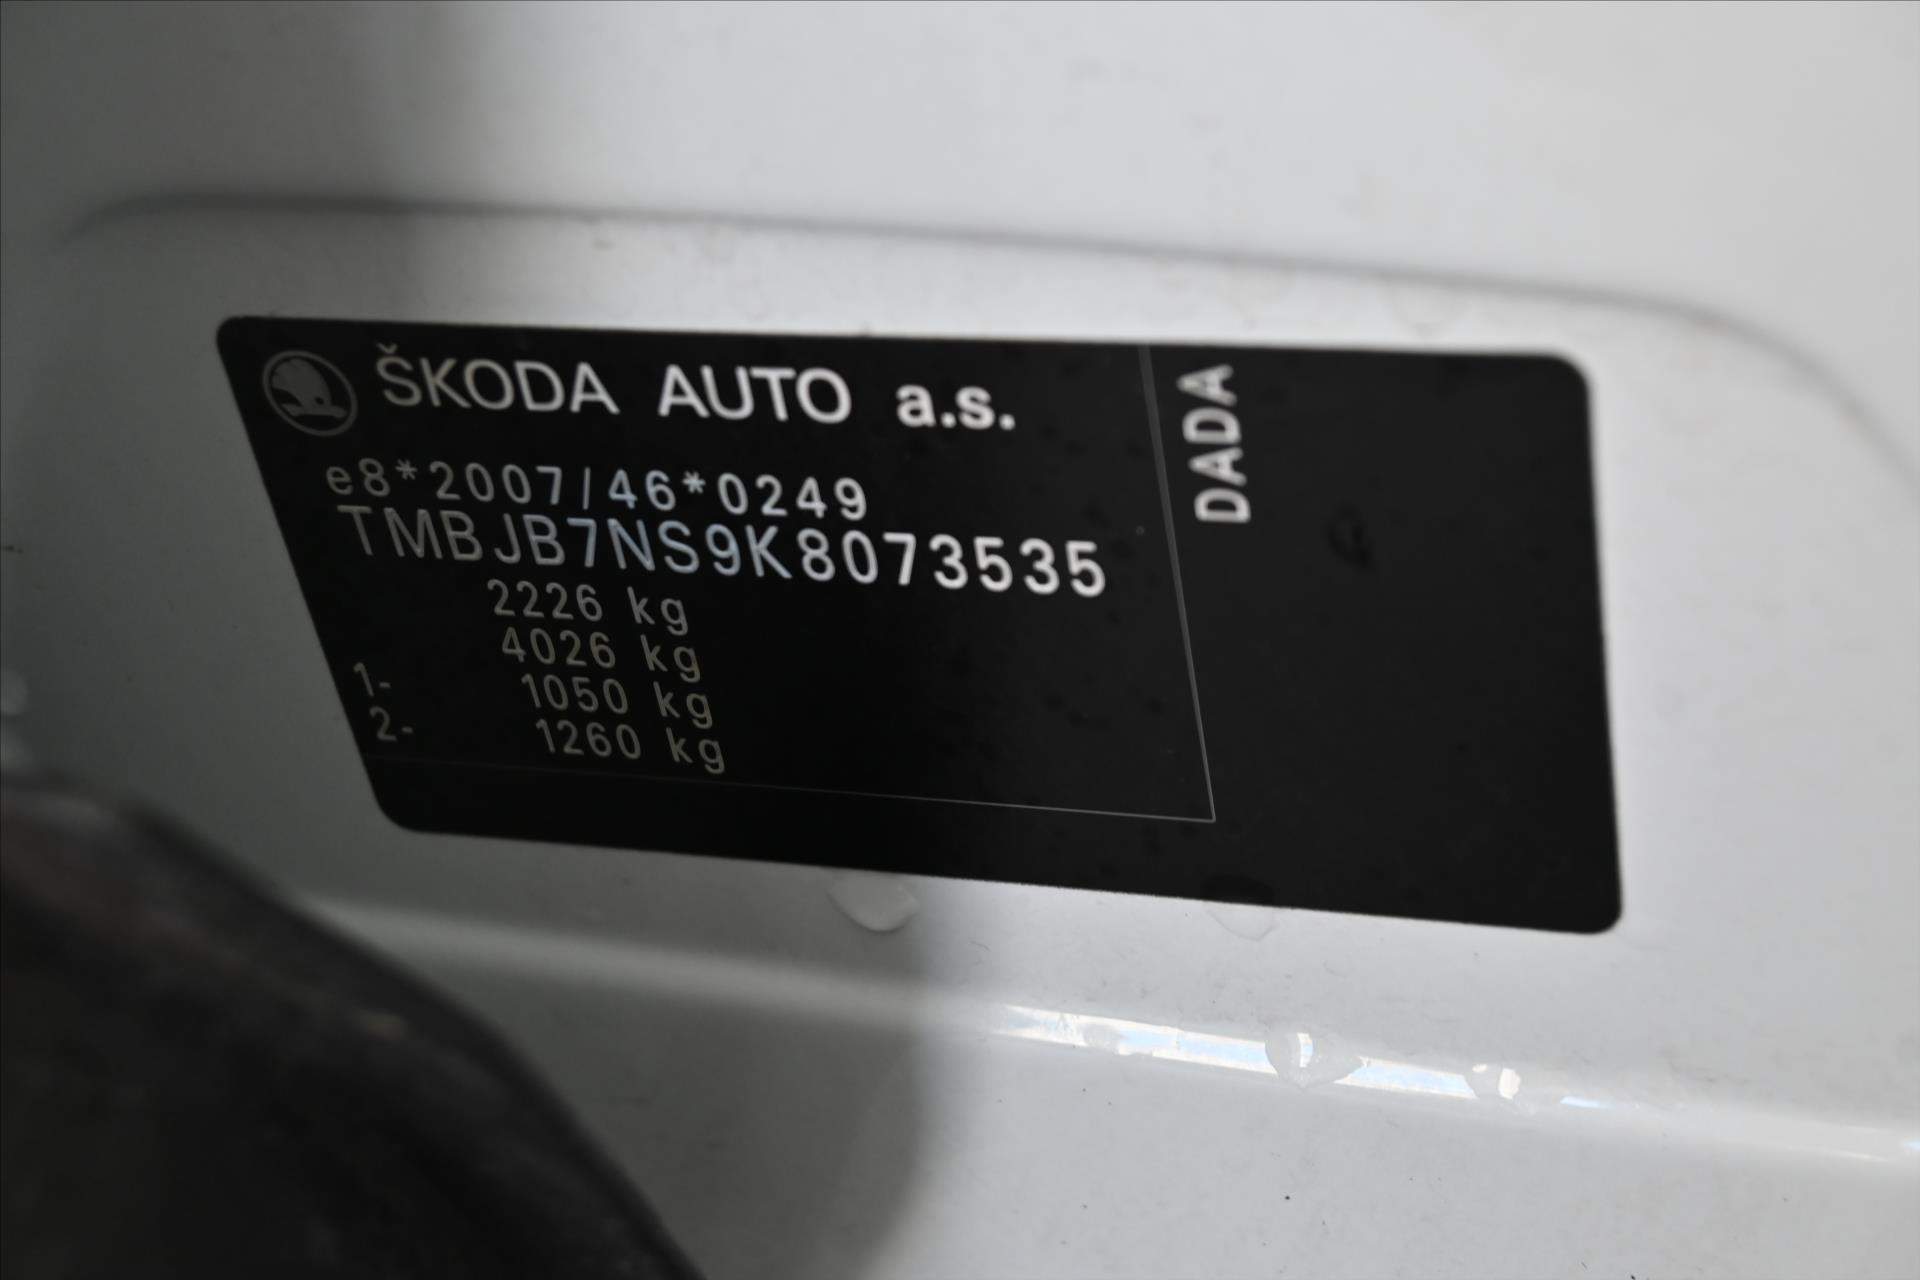 ŠKODA AUTO a.s.
e8*2007/46*0249
TMBJB7NS9K8073535
2226 kg
4026 kg
1- 1050 kg
2- 1260 kg
DADA